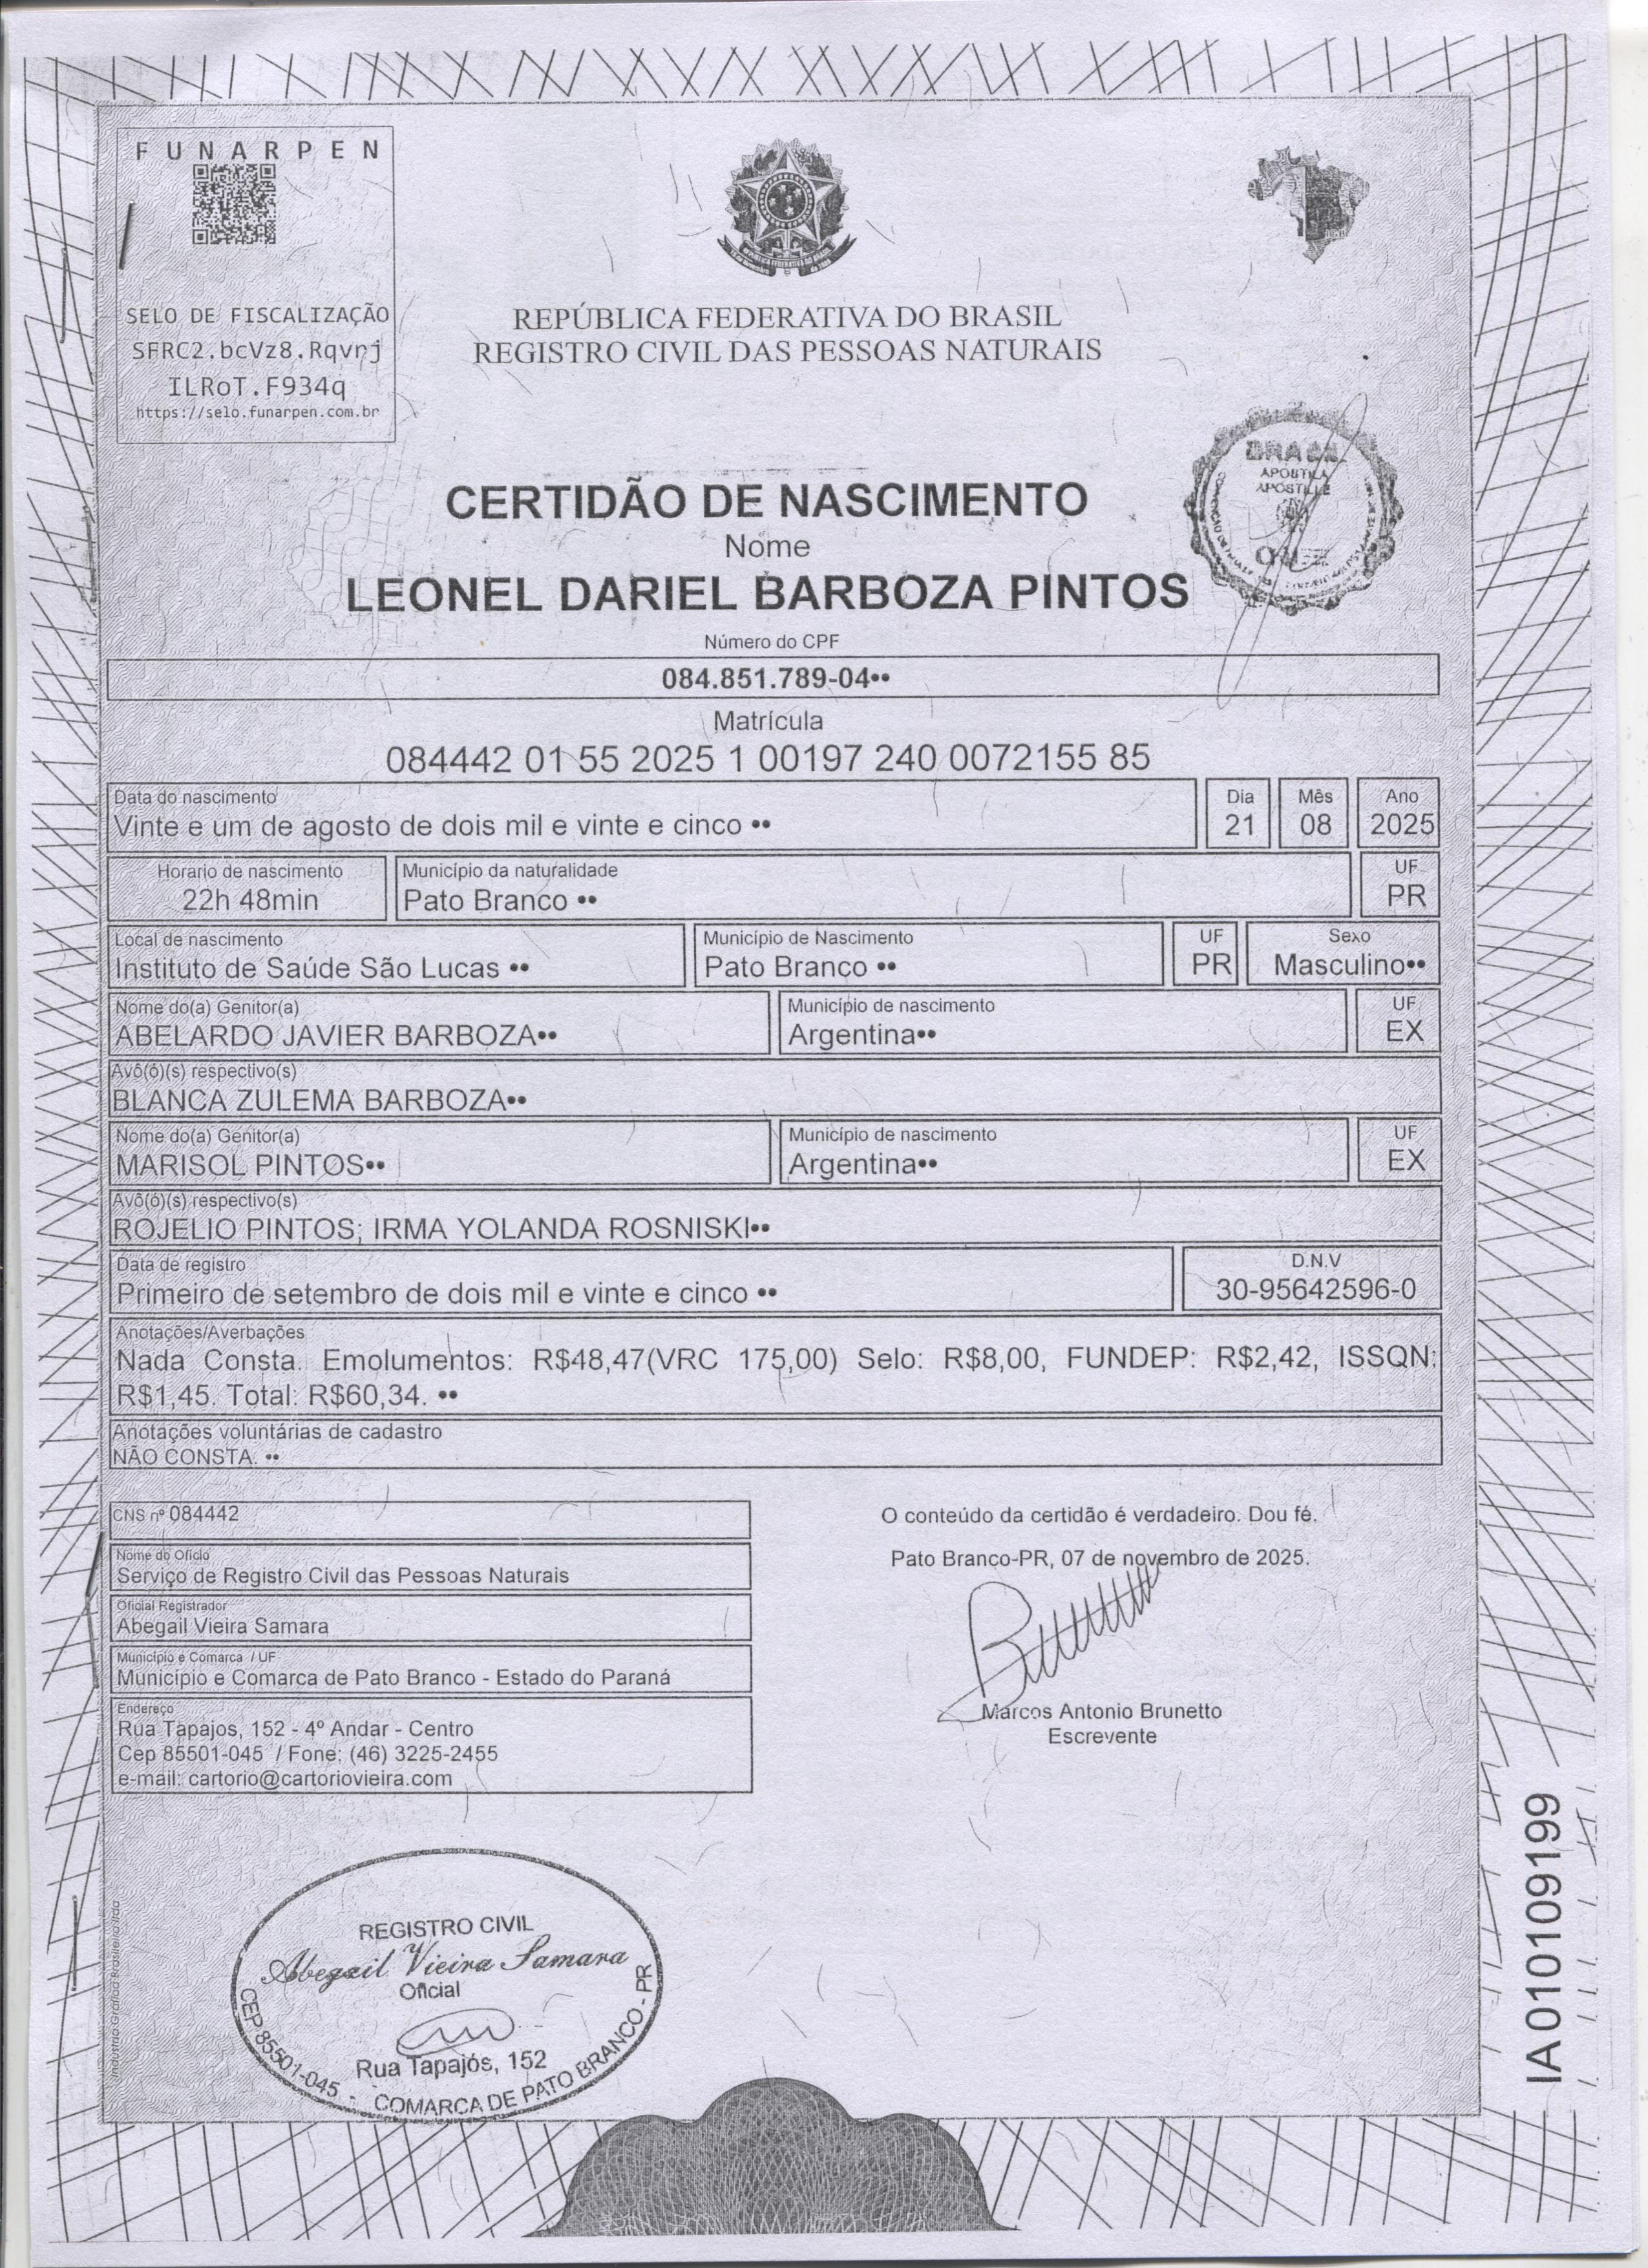 FUNARPEN
SELO DE FISCALIZAÇÃO
SFRC2.bcVz8.Rqvnj
ILRoT.F934q
https://selo.funarpen.com.br
REPÚBLICA FEDERATIVA DO BRASIL
REGISTRO CIVIL DAS PESSOAS NATURAIS
BRASIL
APOSTILA
APOSTILLE
CERTIDÃO DE NASCIMENTO
Nome
LEONEL DARIEL BARBOZA PINTOS
Número do CPF
084.851.789-04••
Matrícula
084442 01 55 2025 1 00197 240 0072155 85
Data do nascimento Dia Mês Ano
Vinte e um de agosto de dois mil e vinte e cinco •• 21 08 2025
Horario de nascimento Município da naturalidade UF
22h 48min Pato Branco •• PR
Local de nascimento Município de Nascimento UF Sexo
Instituto de Saúde São Lucas •• Pato Branco •• PR Masculino••
Nome do(a) Genitor(a) Município de nascimento UF
ABELARDO JAVIER BARBOZA•• Argentina•• EX
Avô(ó)(s) respectivo(s)
BLANCA ZULEMA BARBOZA••
Nome do(a) Genitor(a) Município de nascimento UF
MARISOL PINTOS•• Argentina•• EX
Avô(ó)(s) respectivo(s)
ROJELIO PINTOS; IRMA YOLANDA ROSNISKI••
Data de registro D.N.V
Primeiro de setembro de dois mil e vinte e cinco •• 30-95642596-0
Anotações/Averbações
Nada Consta. Emolumentos: R$48,47(VRC 175,00) Selo: R$8,00, FUNDEP: R$2,42, ISSQN:
R$1,45. Total: R$60,34. ••
Anotações voluntárias de cadastro
NÃO CONSTA. ••
CNS nº 084442
Nome do Ofício
Serviço de Registro Civil das Pessoas Naturais
Oficial Registrador
Abegail Vieira Samara
Município e Comarca / UF
Município e Comarca de Pato Branco - Estado do Paraná
Endereço
Rua Tapajos, 152 - 4º Andar - Centro
Cep 85501-045 / Fone: (46) 3225-2455
e-mail: cartorio@cartoriovieira.com
O conteúdo da certidão é verdadeiro. Dou fé.
Pato Branco-PR, 07 de novembro de 2025.
Marcos Antonio Brunetto
Escrevente
REGISTRO CIVIL
Abegail Vieira Samara
Oficial
Rua Tapajós, 152
CEP 85501-045 - COMARCA DE PATO BRANCO - PR
IA 010109199